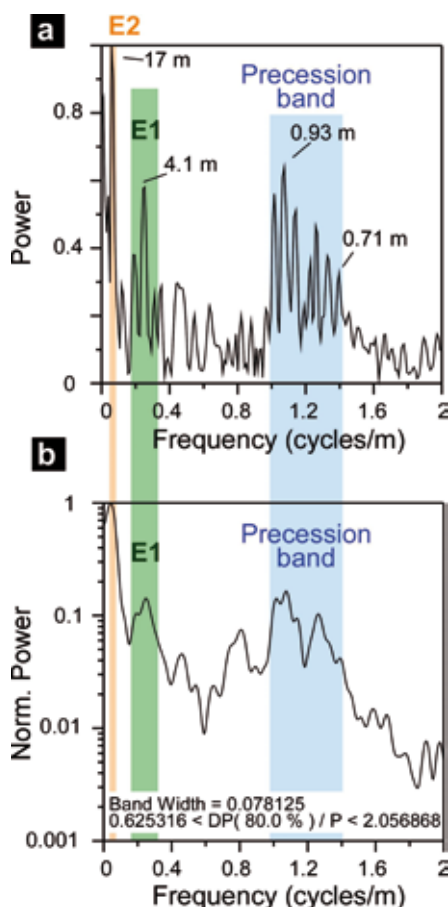 a
E2
17 m
Precession
band
E1
4.1 m
0.93 m
0.71 m
Power
0.8
0.4
0
0 0.4 0.8 1.2 1.6 2
Frequency (cycles/m)
b
Precession
band
E1
Norm. Power
1
0.1
0.01
0.001
Band Width = 0.078125
0.625316 < DP( 80.0 % ) / P < 2.056868
0 0.4 0.8 1.2 1.6 2
Frequency (cycles/m)